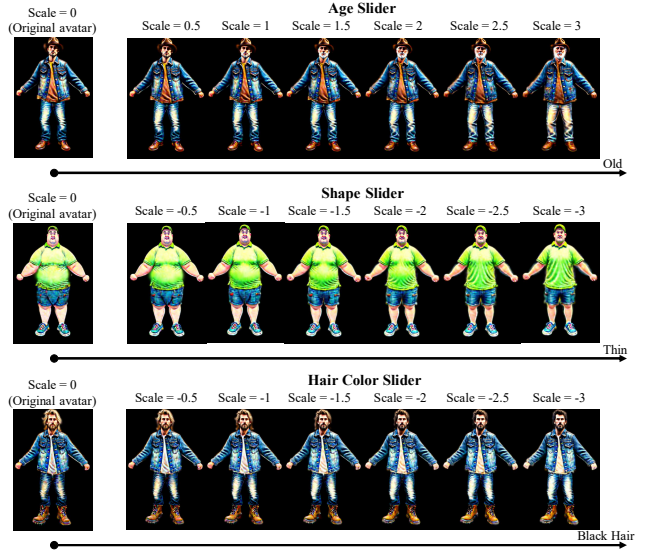 Age Slider
Scale = 0
(Original avatar)
Scale = 0.5 Scale = 1 Scale = 1.5 Scale = 2 Scale = 2.5 Scale = 3
Old
Shape Slider
Scale = 0
(Original avatar)
Scale = -0.5 Scale = -1 Scale = -1.5 Scale = -2 Scale = -2.5 Scale = -3
Thin
Hair Color Slider
Scale = 0
(Original avatar)
Scale = -0.5 Scale = -1 Scale = -1.5 Scale = -2 Scale = -2.5 Scale = -3
Black Hair